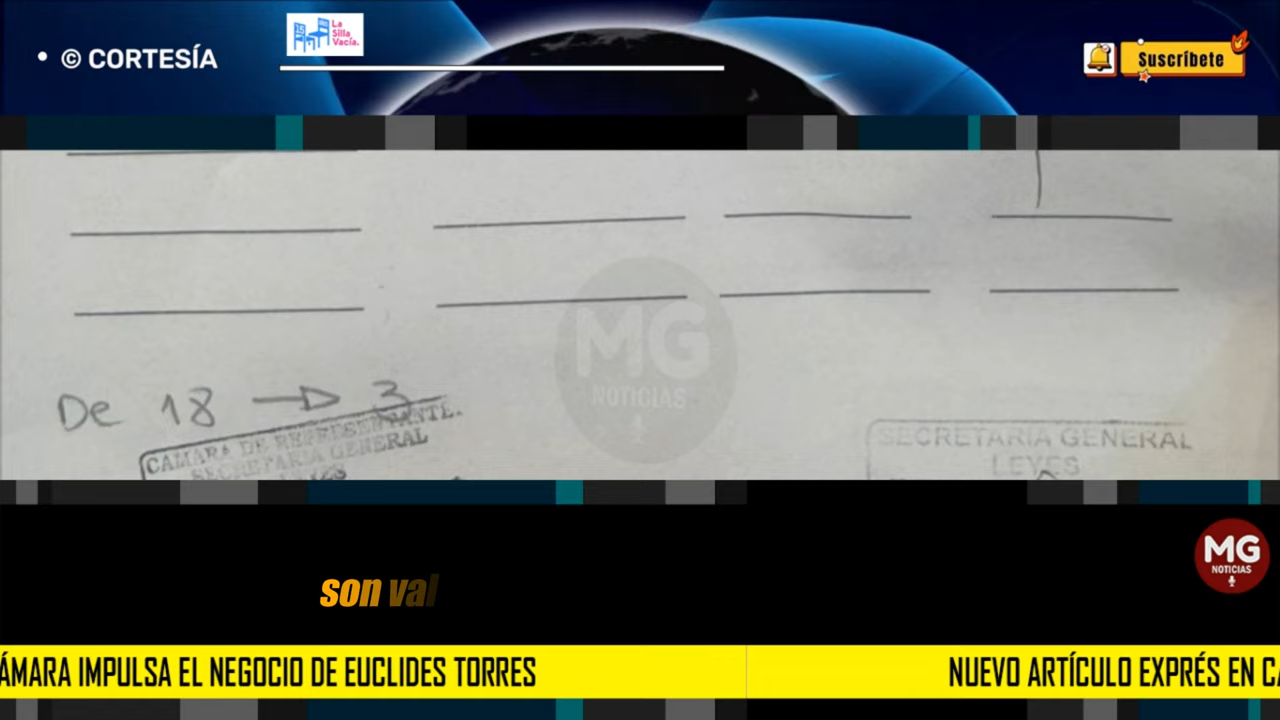 • © CORTESÍA
La
Silla
Vacía.
Suscríbete
MG
NOTICIAS
De 18 → 3
CAMARA DE REPRESENTANTE.
SECRETARIA GENERAL
LEYES
SECRETARIA GENERAL
LEYES
MG
NOTICIAS
son val
ÁMARA IMPULSA EL NEGOCIO DE EUCLIDES TORRES
NUEVO ARTÍCULO EXPRÉS EN CA